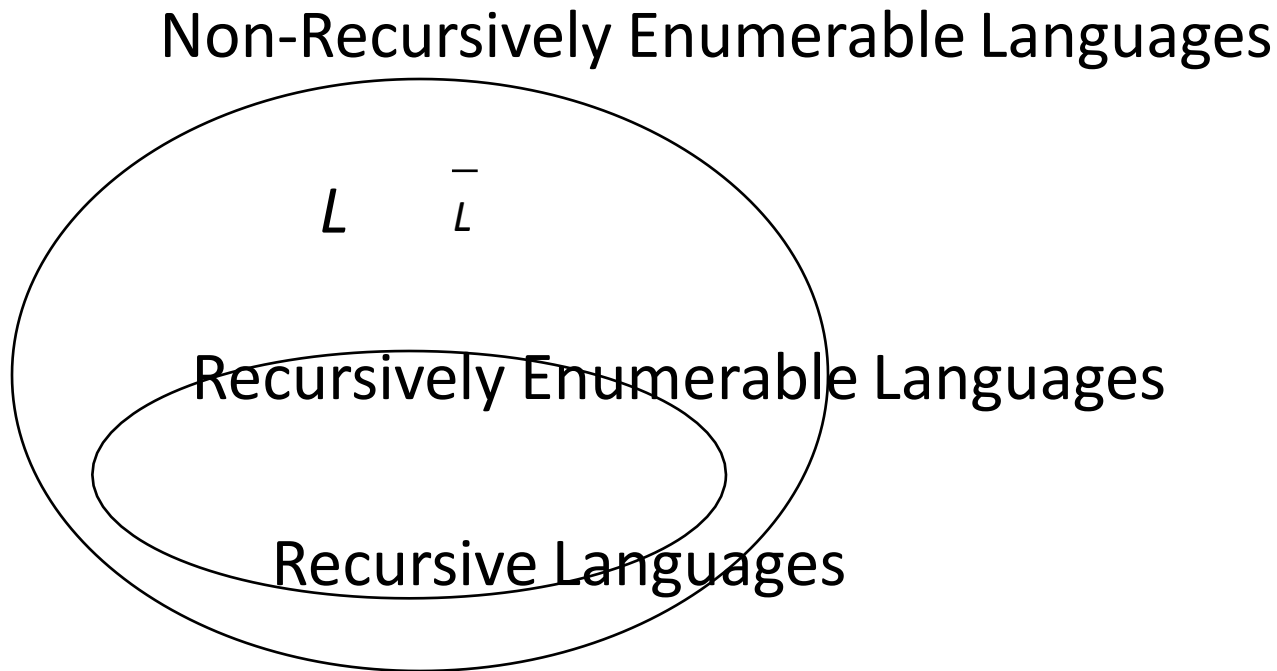 Non-Recursively Enumerable Languages
L L̅
Recursively Enumerable Languages
Recursive Languages